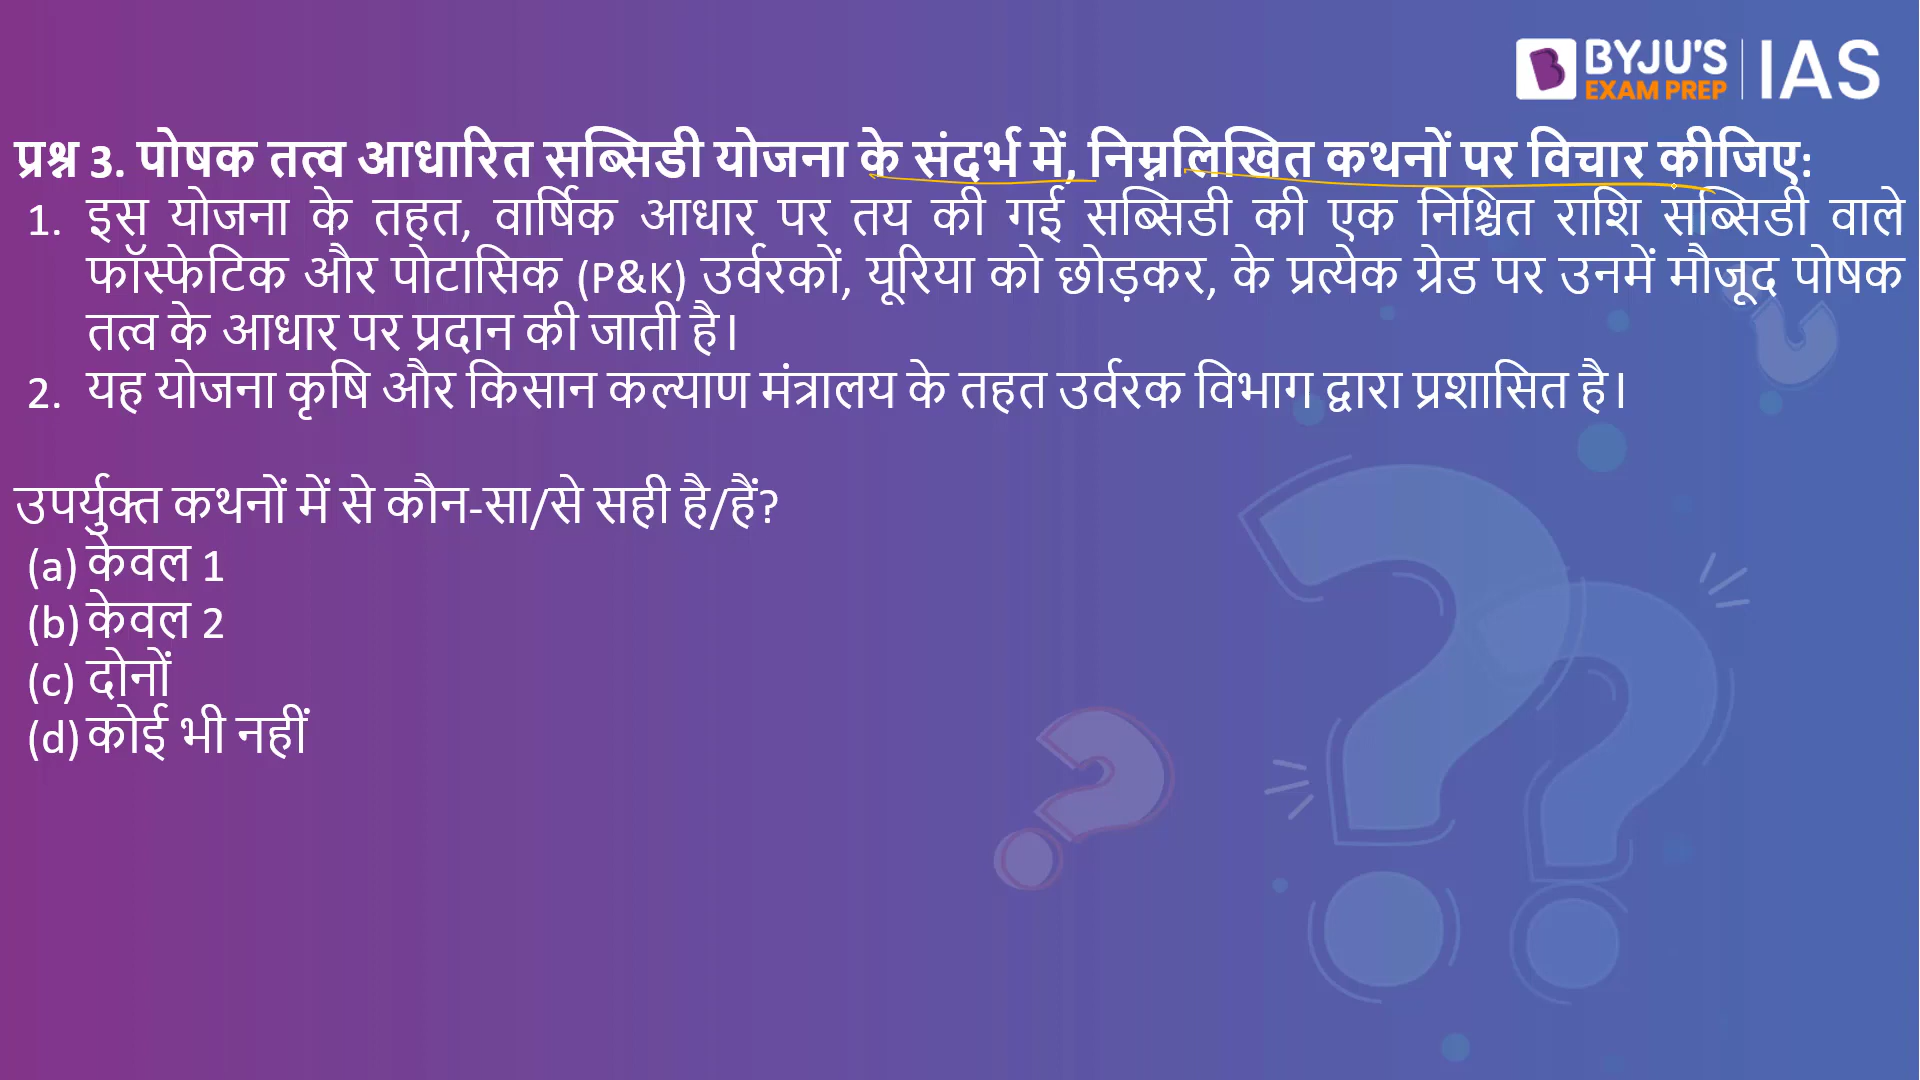 BYJU'S
EXAM PREP
IAS
प्रश्न 3. पोषक तत्व आधारित सब्सिडी योजना के संदर्भ में, निम्नलिखित कथनों पर विचार कीजिए:
1. इस योजना के तहत, वार्षिक आधार पर तय की गई सब्सिडी की एक निश्चित राशि सब्सिडी वाले
फॉस्फेटिक और पोटासिक (P&K) उर्वरकों, यूरिया को छोड़कर, के प्रत्येक ग्रेड पर उनमें मौजूद पोषक
तत्व के आधार पर प्रदान की जाती है।
2. यह योजना कृषि और किसान कल्याण मंत्रालय के तहत उर्वरक विभाग द्वारा प्रशासित है।
उपर्युक्त कथनों में से कौन-सा/से सही है/हैं?
(a) केवल 1
(b) केवल 2
(c) दोनों
(d) कोई भी नहीं